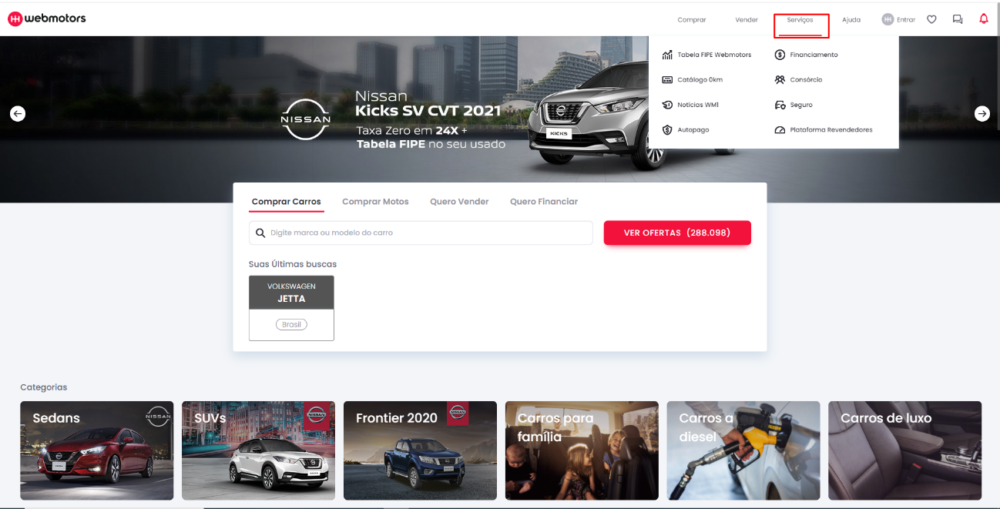 webmotors
Comprar
Vender
Serviços
Ajuda
Entrar
Tabela FIPE Webmotors
Financiamento
Catálogo 0km
Consórcio
Notícias WM1
Seguro
Autopago
Plataforma Revendedores
NISSAN
Nissan
Kicks SV CVT 2021
Taxa Zero em 24X +
Tabela FIPE no seu usado
KICKS
Comprar Carros
Comprar Motos
Quero Vender
Quero Financiar
Digite marca ou modelo do carro
VER OFERTAS (288.098)
Suas Últimas buscas
VOLKSWAGEN
JETTA
Brasil
Categorias
Sedans
NISSAN
SUVs
NISSAN
Frontier 2020
NISSAN
Carros para
família
Carros a
diesel
Carros de luxo